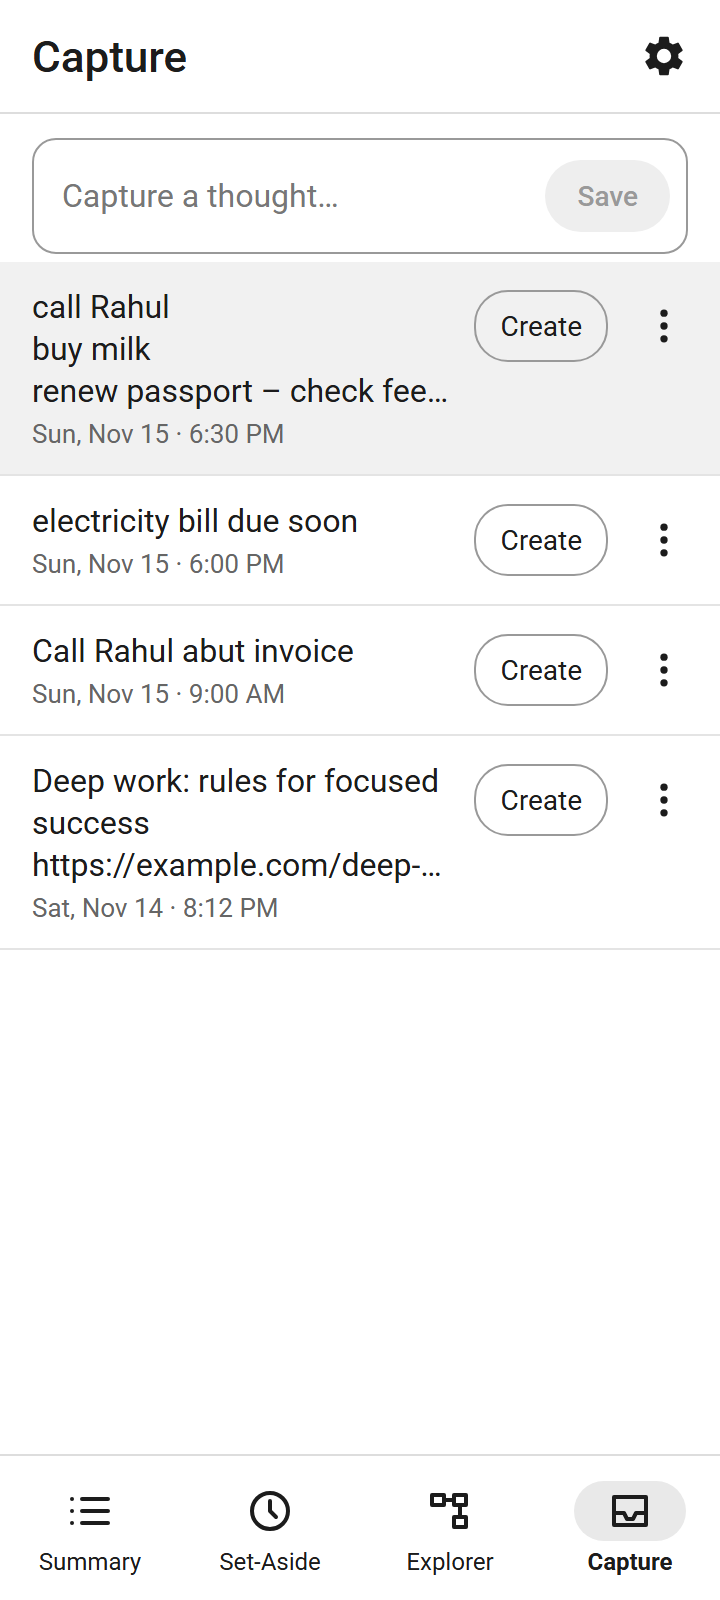 Capture
Capture a thought...
Save
call Rahul
buy milk
renew passport – check fee...
Sun, Nov 15 · 6:30 PM
Create
electricity bill due soon
Sun, Nov 15 · 6:00 PM
Create
Call Rahul abut invoice
Sun, Nov 15 · 9:00 AM
Create
Deep work: rules for focused
success
https://example.com/deep-...
Sat, Nov 14 · 8:12 PM
Create
Summary
Set-Aside
Explorer
Capture